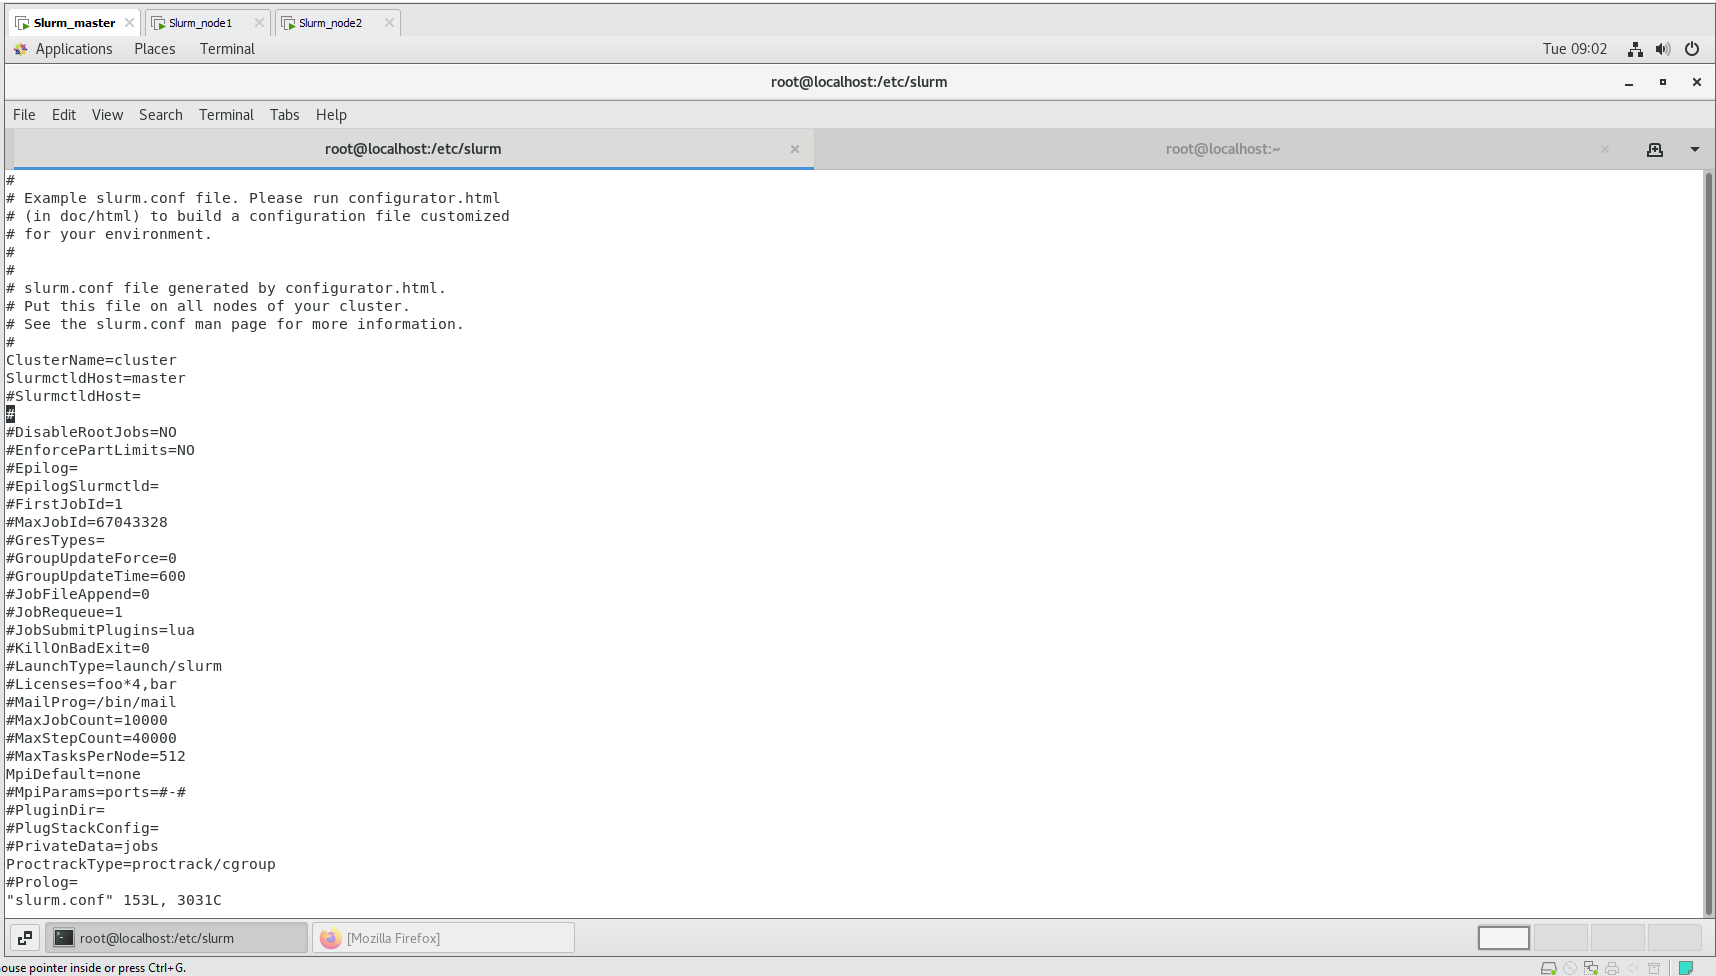 Slurm_master Slurm_node1 Slurm_node2
Applications Places Terminal Tue 09:02
root@localhost:/etc/slurm
File Edit View Search Terminal Tabs Help
root@localhost:/etc/slurm root@localhost:~
#
# Example slurm.conf file. Please run configurator.html
# (in doc/html) to build a configuration file customized
# for your environment.
#
#
# slurm.conf file generated by configurator.html.
# Put this file on all nodes of your cluster.
# See the slurm.conf man page for more information.
#
ClusterName=cluster
SlurmctldHost=master
#SlurmctldHost=
#
#DisableRootJobs=NO
#EnforcePartLimits=NO
#Epilog=
#EpilogSlurmctld=
#FirstJobId=1
#MaxJobId=67043328
#GresTypes=
#GroupUpdateForce=0
#GroupUpdateTime=600
#JobFileAppend=0
#JobRequeue=1
#JobSubmitPlugins=lua
#KillOnBadExit=0
#LaunchType=launch/slurm
#Licenses=foo*4,bar
#MailProg=/bin/mail
#MaxJobCount=10000
#MaxStepCount=40000
#MaxTasksPerNode=512
MpiDefault=none
#MpiParams=ports=#-#
#PluginDir=
#PlugStackConfig=
#PrivateData=jobs
ProctrackType=proctrack/cgroup
#Prolog=
"slurm.conf" 153L, 3031C
root@localhost:/etc/slurm [Mozilla Firefox]
ouse pointer inside or press Ctrl+G.